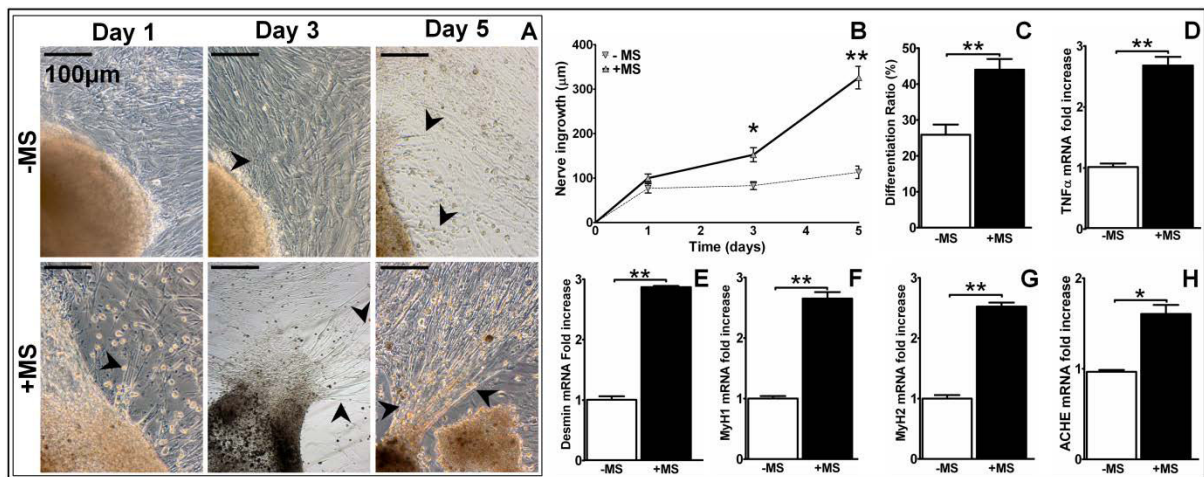 Day 1 Day 3 Day 5 A
100μm
-MS
+MS
B
Nerve ingrowth (μm)
400
300
200
100
0
- MS
+MS
*
**
0 1 2 3 4 5
Time (days)
C
Differentiation Ratio (%)
50
40
30
20
10
0
**
-MS +MS
D
TNFα mRNA fold increase
3
2
1
0
**
-MS +MS
E
Desmin mRNA Fold increase
3
2
1
0
**
-MS +MS
F
MyH1 mRNA fold increase
3
2
1
0
**
-MS +MS
G
MyH2 mRNA fold increase
3
2
1
0
**
-MS +MS
H
ACHE mRNA fold increase
2
1
0
*
-MS +MS